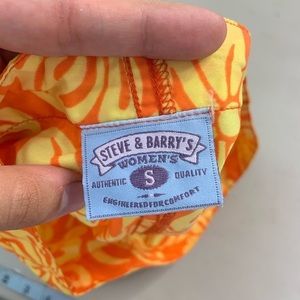 STEVE & BARRY'S
WOMEN'S
AUTHENTIC S QUALITY
ENGINEERED FOR COMFORT